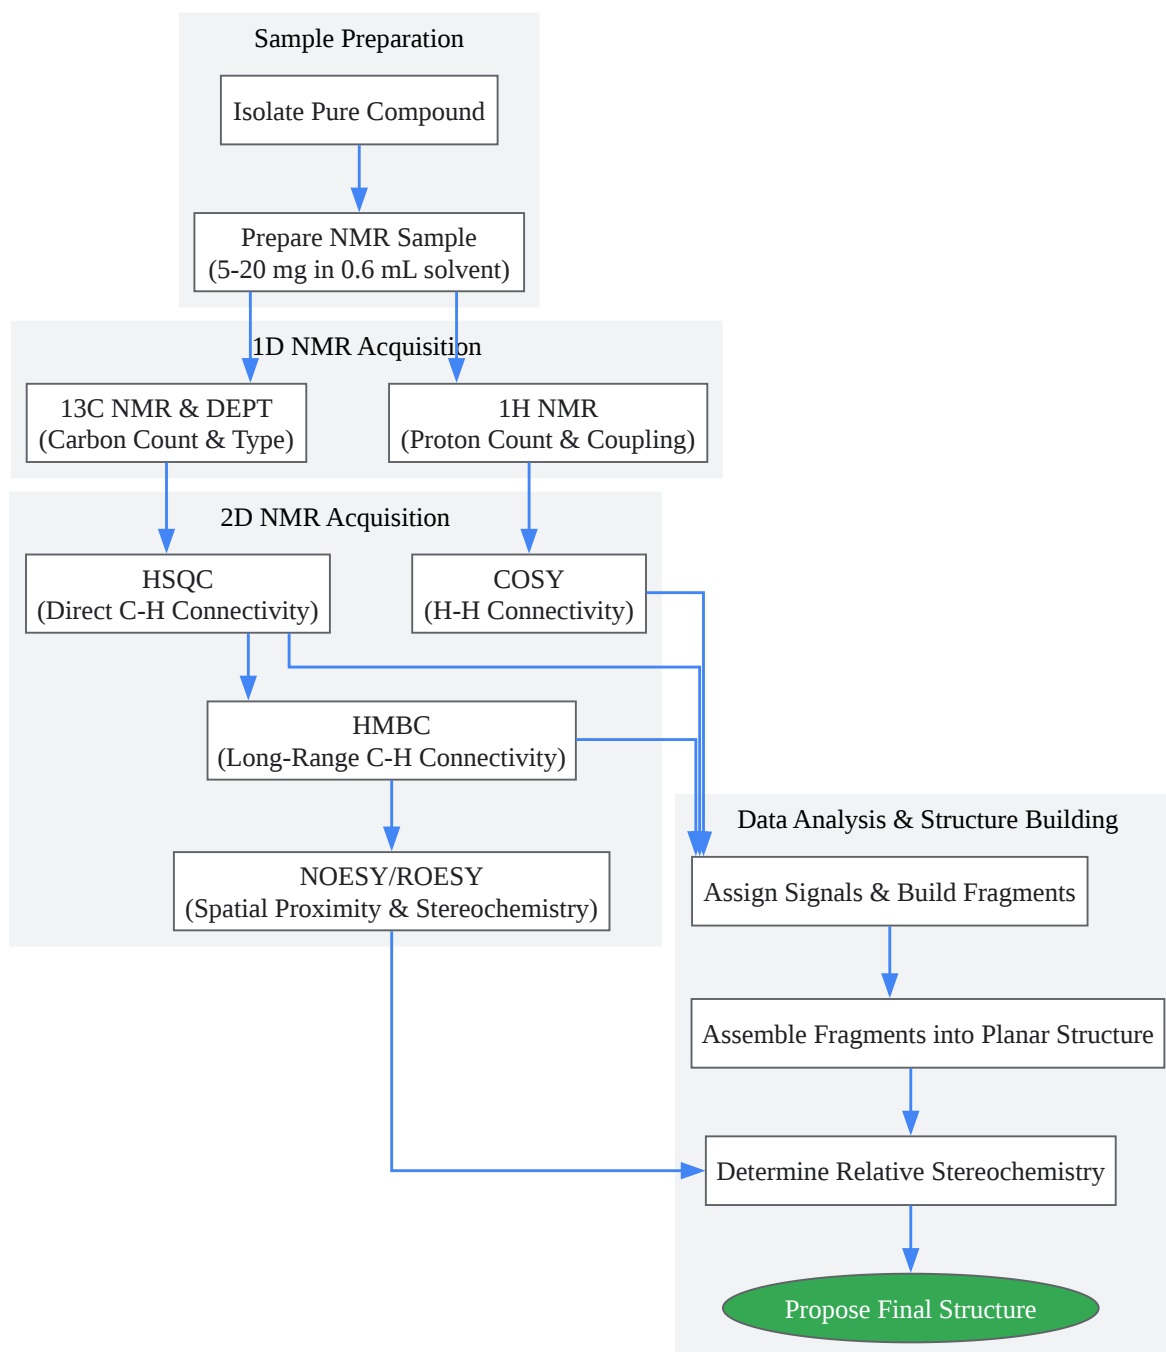 Sample Preparation
Isolate Pure Compound
Prepare NMR Sample
(5-20 mg in 0.6 mL solvent)
1D NMR Acquisition
13C NMR & DEPT
(Carbon Count & Type)
1H NMR
(Proton Count & Coupling)
2D NMR Acquisition
HSQC
(Direct C-H Connectivity)
COSY
(H-H Connectivity)
HMBC
(Long-Range C-H Connectivity)
NOESY/ROESY
(Spatial Proximity & Stereochemistry)
Data Analysis & Structure Building
Assign Signals & Build Fragments
Assemble Fragments into Planar Structure
Determine Relative Stereochemistry
Propose Final Structure